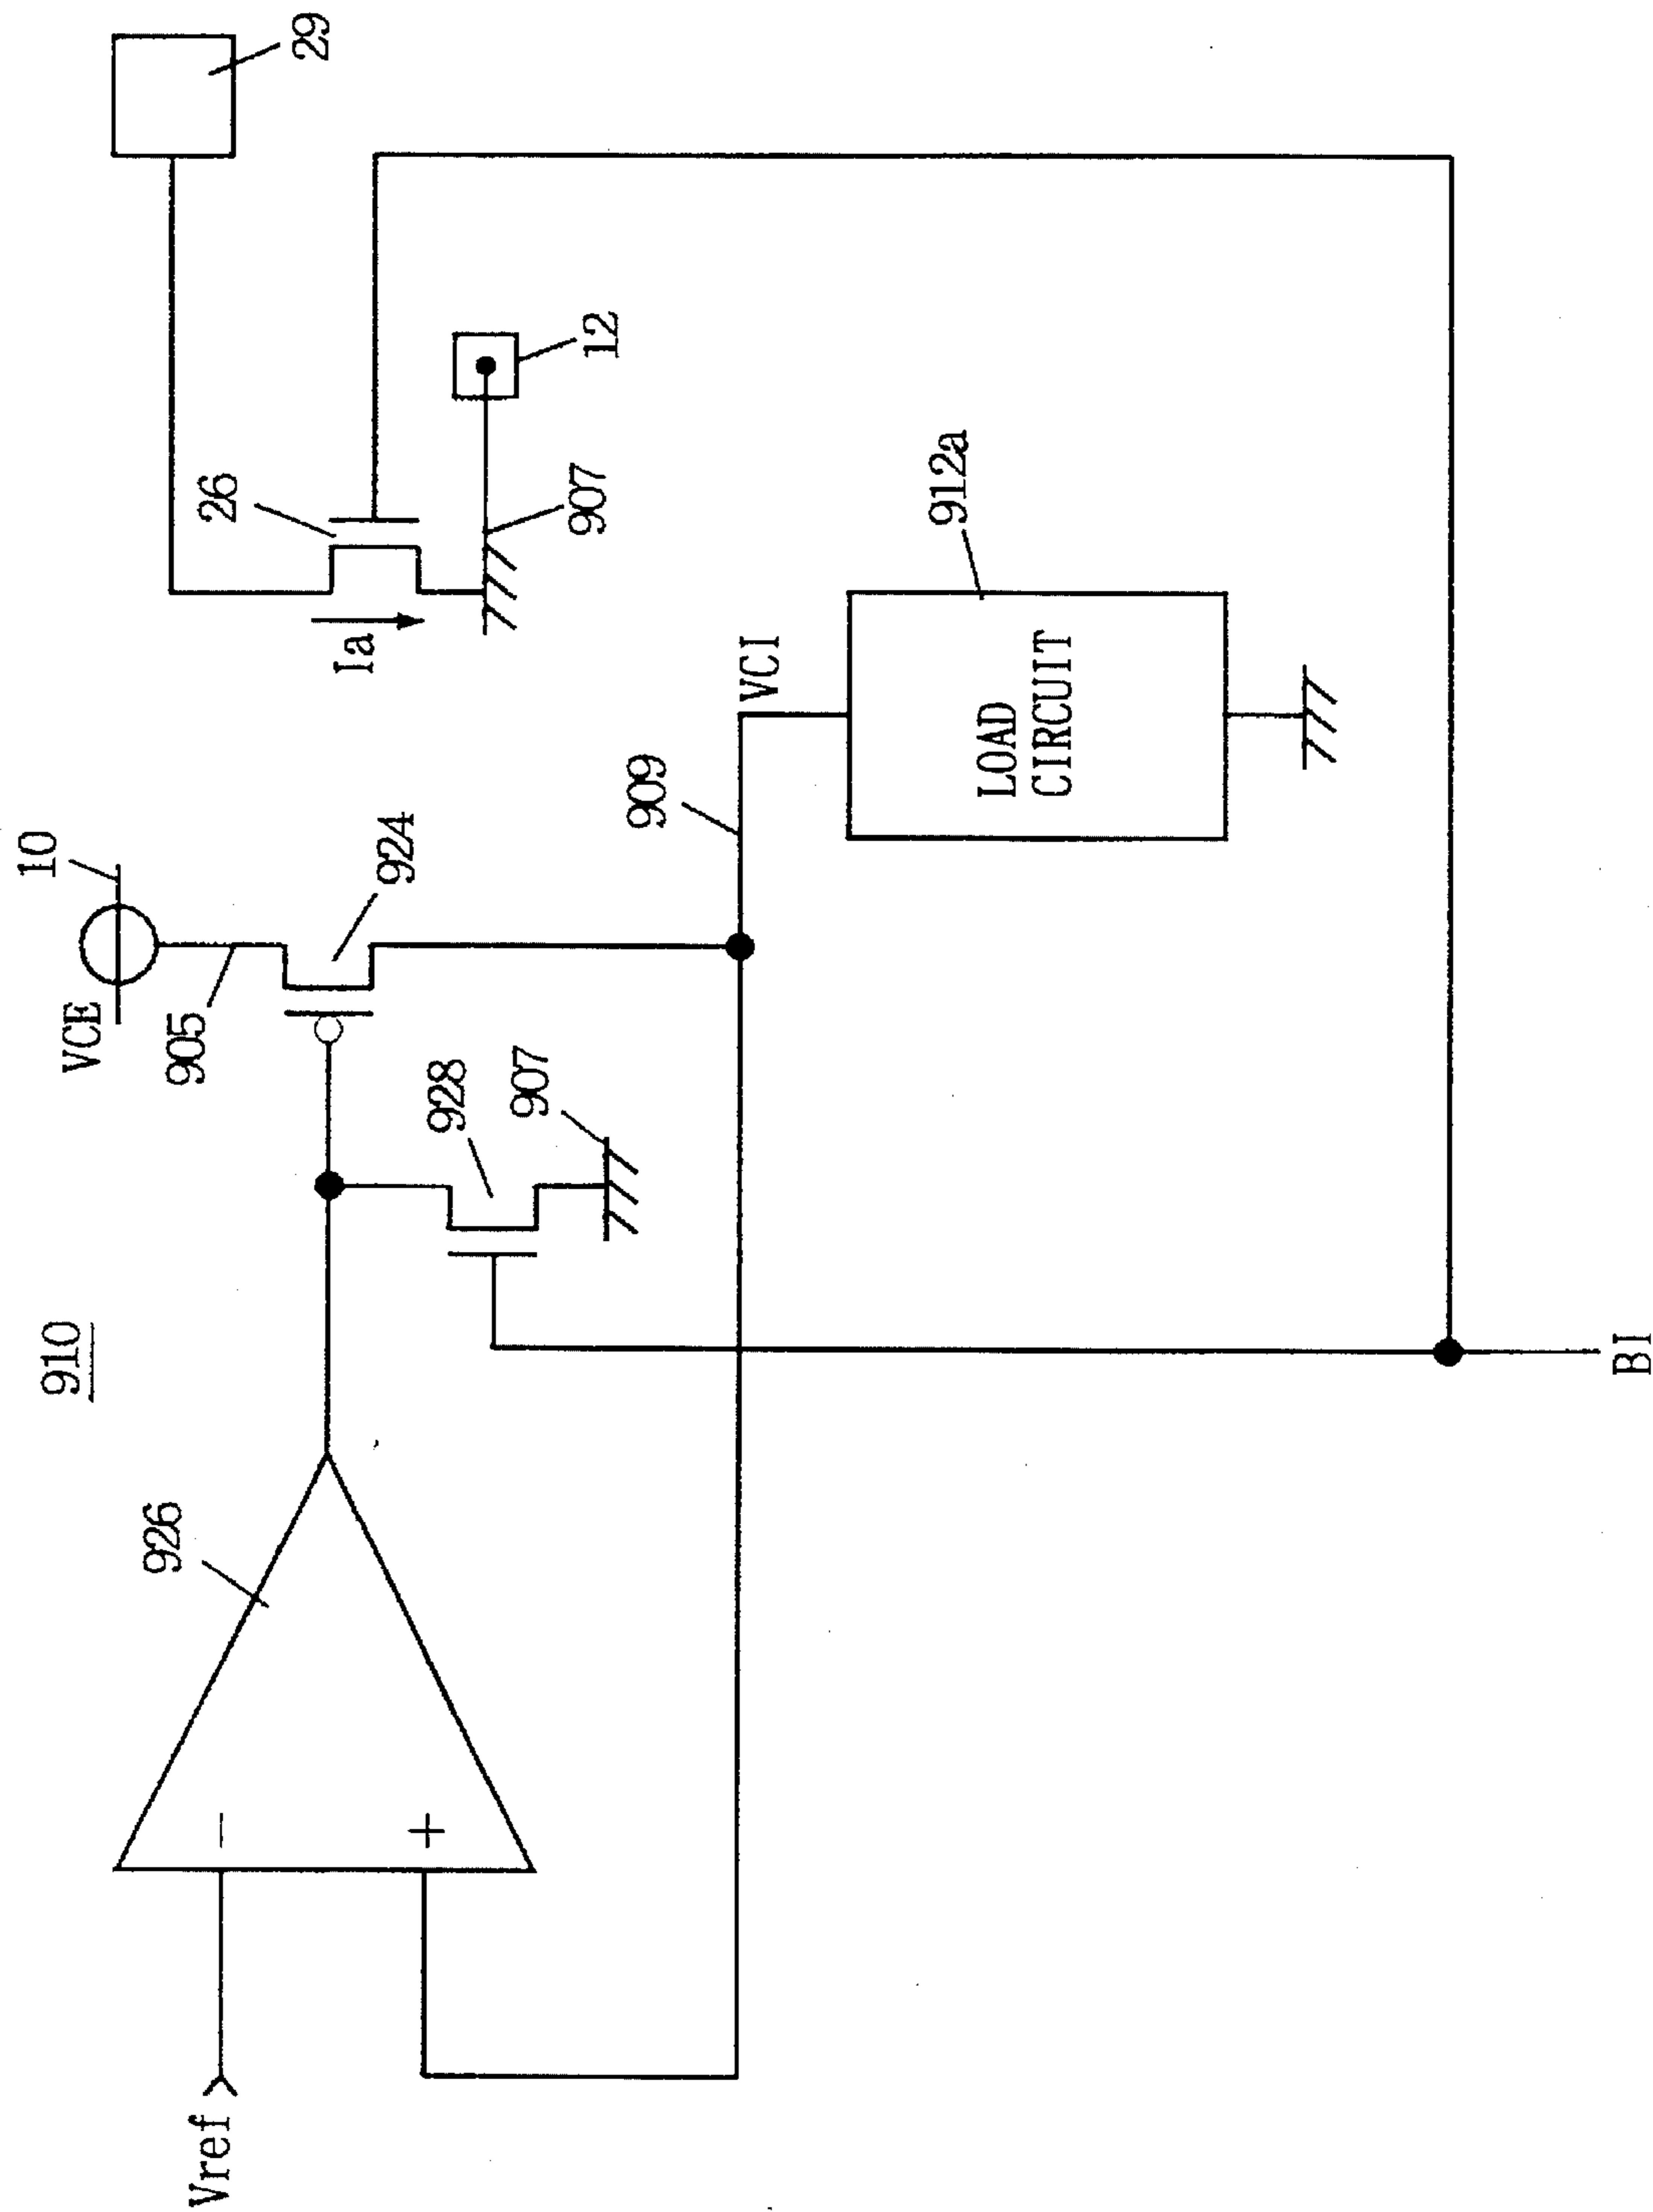 910
VCE
10
29
926
905
924
26
Vref
928
Ia
907
907
12
+
−
909
VCI
912a
LOAD
CIRCUIT
BI